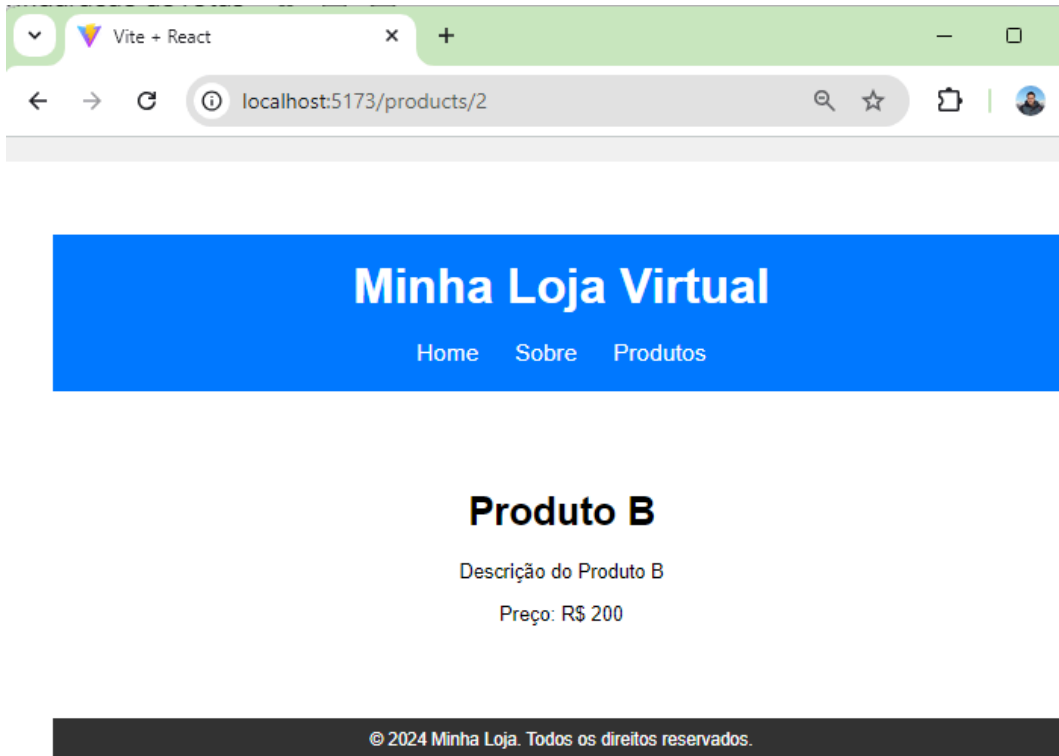 Vite + React
localhost:5173/products/2
Minha Loja Virtual
Home Sobre Produtos
Produto B
Descrição do Produto B
Preço: R$ 200
© 2024 Minha Loja. Todos os direitos reservados.